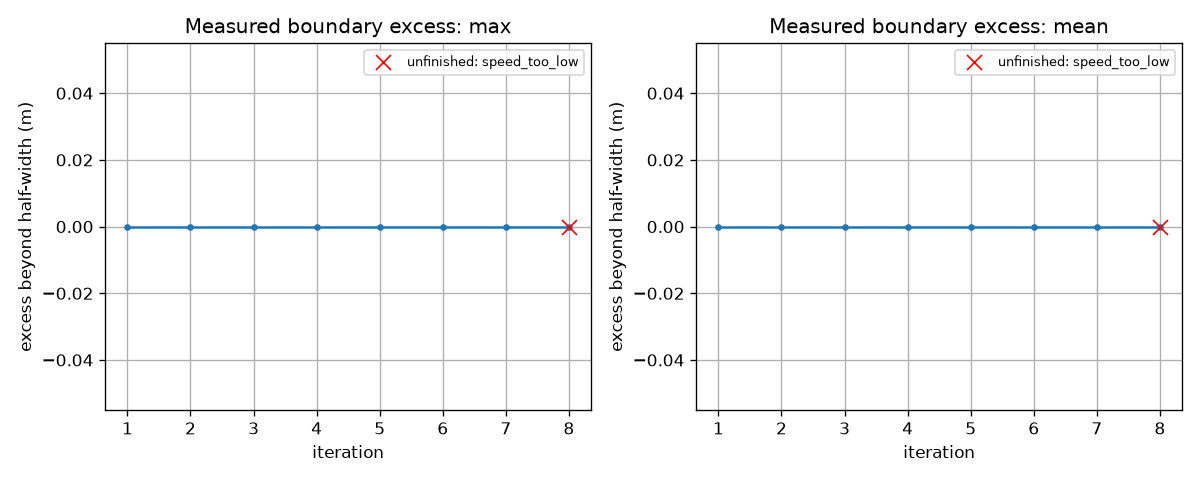 Measured boundary excess: max
unfinished: speed_too_low
excess beyond half-width (m)
0.04
0.02
0.00
−0.02
−0.04
1 2 3 4 5 6 7 8
iteration
Measured boundary excess: mean
unfinished: speed_too_low
excess beyond half-width (m)
0.04
0.02
0.00
−0.02
−0.04
1 2 3 4 5 6 7 8
iteration